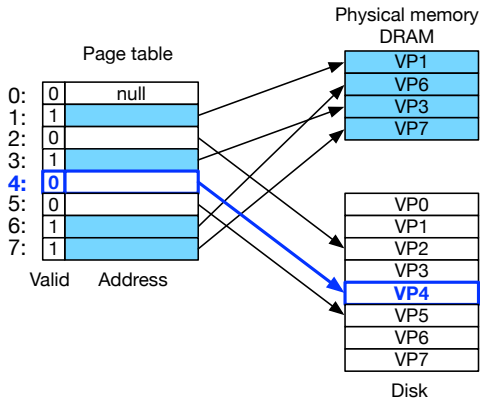 Physical memory
DRAM
Page table
VP1
VP6
VP3
VP7
0: 0 null
1: 1
2: 0
3: 1
4: 0
5: 0
6: 1
7: 1
Valid Address
VP0
VP1
VP2
VP3
VP4
VP5
VP6
VP7
Disk